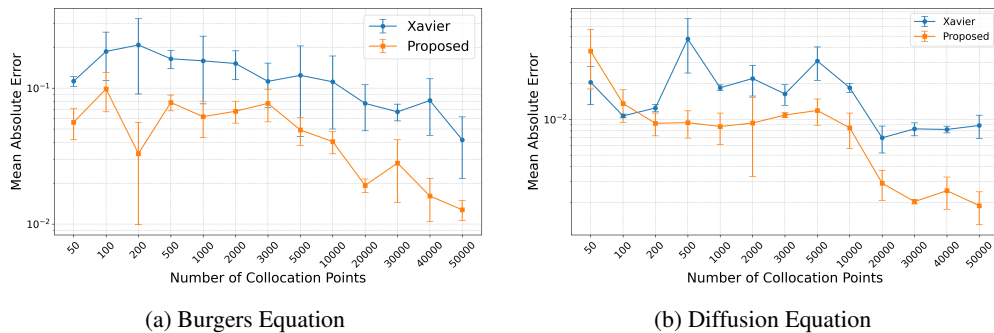 Mean Absolute Error
10⁻¹
10⁻²
Xavier
Proposed
50 100 200 500 1000 2000 3000 5000 10000 20000 30000 40000 50000
Number of Collocation Points
(a) Burgers Equation
Mean Absolute Error
10⁻²
Xavier
Proposed
50 100 200 500 1000 2000 3000 5000 10000 20000 30000 40000 50000
Number of Collocation Points
(b) Diffusion Equation